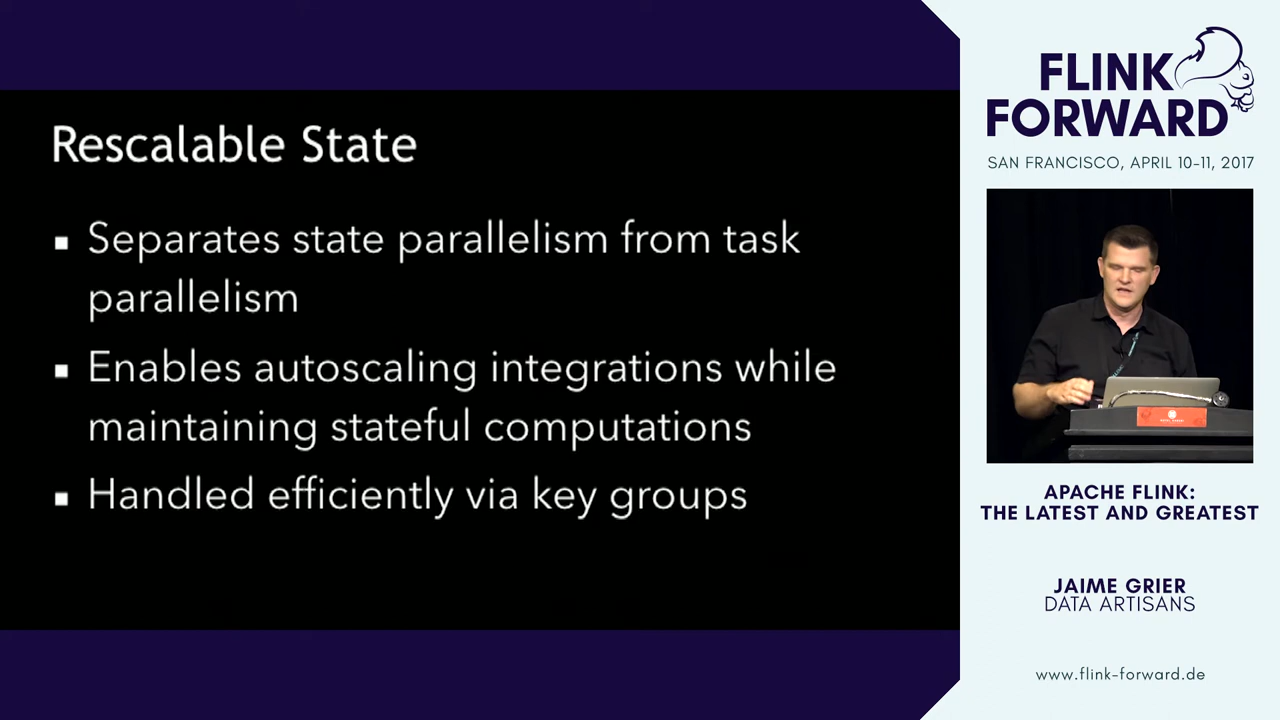 Rescalable State
▪ Separates state parallelism from task
parallelism
▪ Enables autoscaling integrations while
maintaining stateful computations
▪ Handled efficiently via key groups
FLINK
FORWARD
SAN FRANCISCO, APRIL 10-11, 2017
APACHE FLINK:
THE LATEST AND GREATEST
JAIME GRIER
DATA ARTISANS
www.flink-forward.de